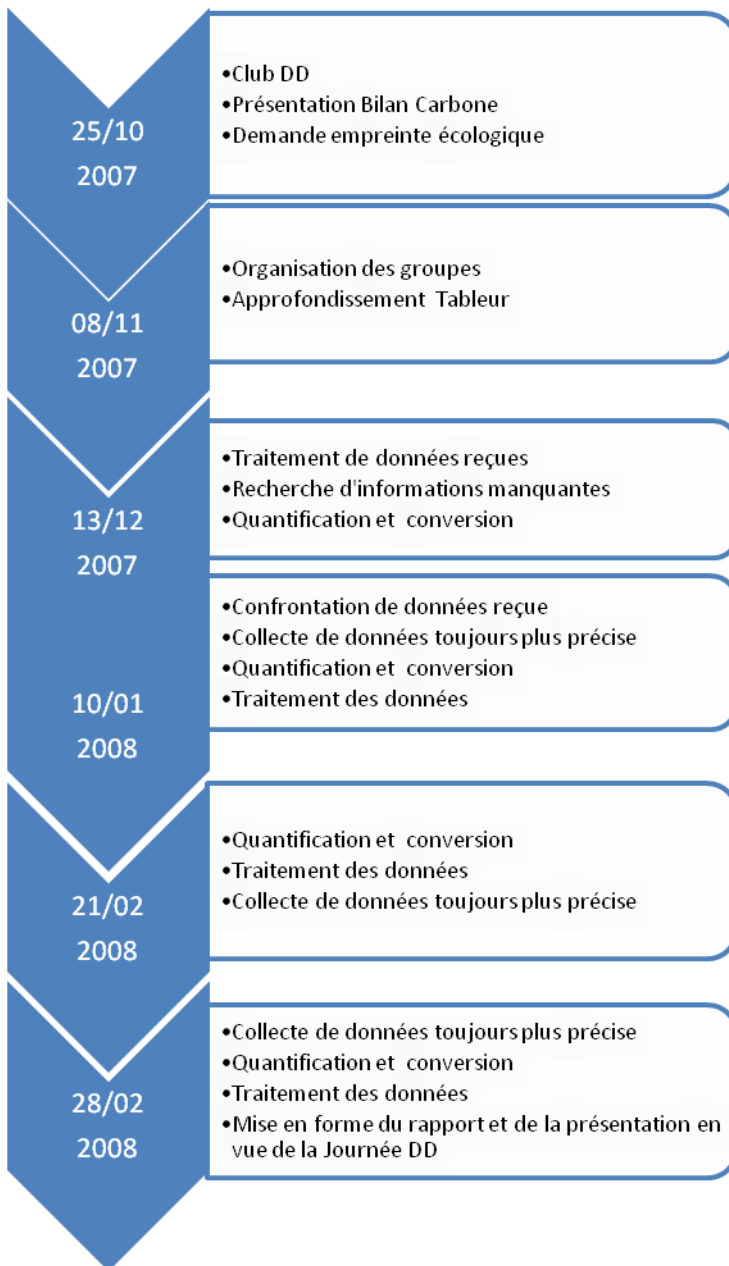 25/10
2007
•Club DD
•Présentation Bilan Carbone
•Demande empreinte écologique
08/11
2007
•Organisation des groupes
•Approfondissement Tableur
13/12
2007
•Traitement de données reçues
•Recherche d'informations manquantes
•Quantification et conversion
10/01
2008
•Confrontation de données reçue
•Collecte de données toujours plus précise
•Quantification et conversion
•Traitement des données
21/02
2008
•Quantification et conversion
•Traitement des données
•Collecte de données toujours plus précise
28/02
2008
•Collecte de données toujours plus précise
•Quantification et conversion
•Traitement des données
•Mise en forme du rapport et de la présentation en
vue de la Journée DD